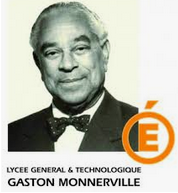 É
LYCEE GENERAL & TECHNOLOGIQUE
GASTON MONNERVILLE